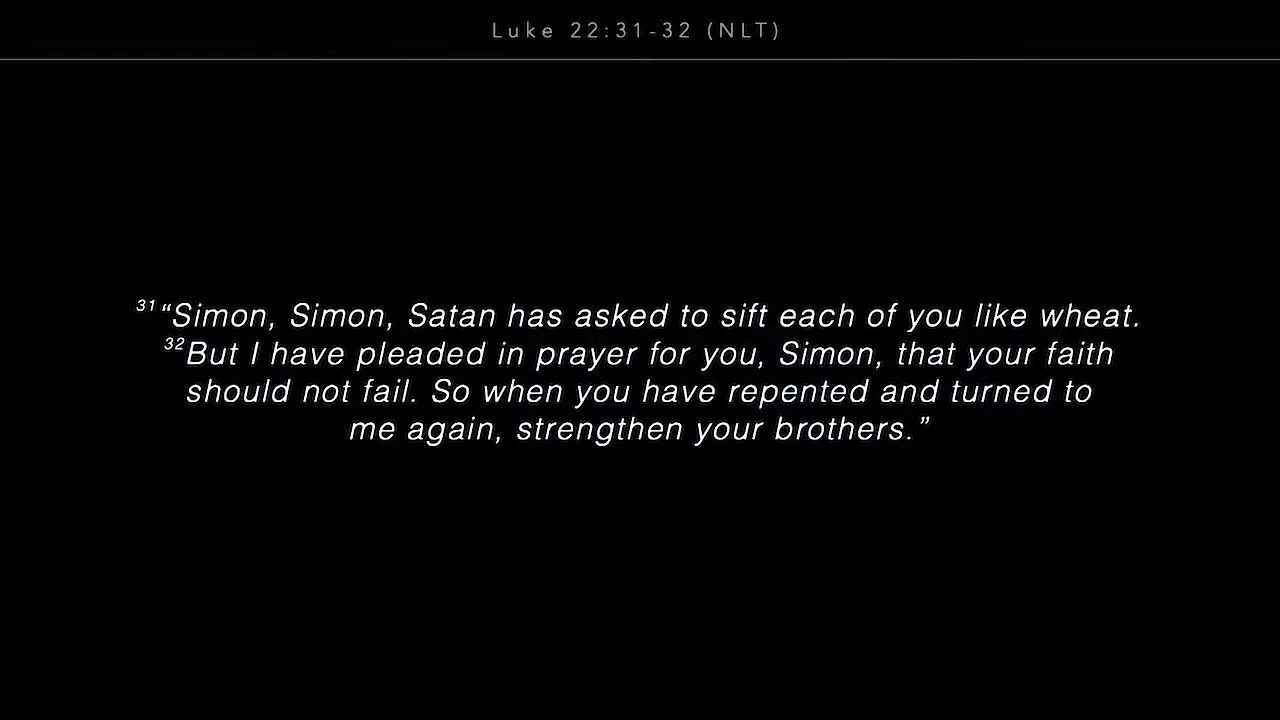 Luke 22:31-32 (NLT)
³¹“Simon, Simon, Satan has asked to sift each of you like wheat.
³²But I have pleaded in prayer for you, Simon, that your faith
should not fail. So when you have repented and turned to
me again, strengthen your brothers.”